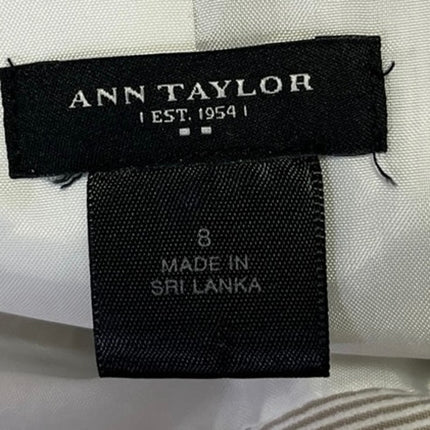 ANN TAYLOR
| EST. 1954 |
8
MADE IN
SRI LANKA